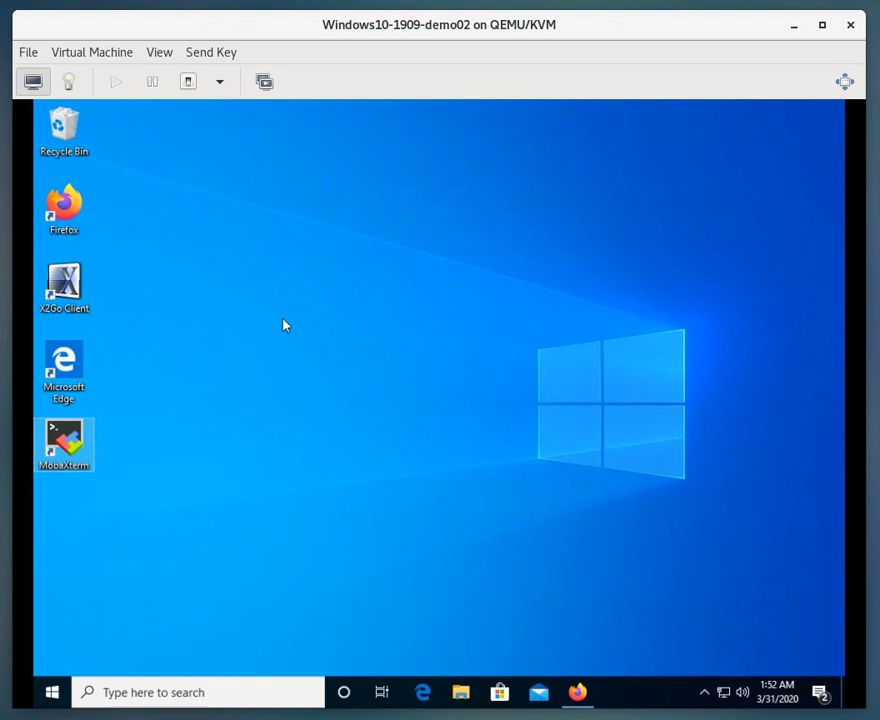 Windows10-1909-demo02 on QEMU/KVM
File Virtual Machine View Send Key
Recycle Bin
Firefox
X2Go Client
Microsoft
Edge
>_
MobaXterm
Type here to search
1:52 AM
3/31/2020
2